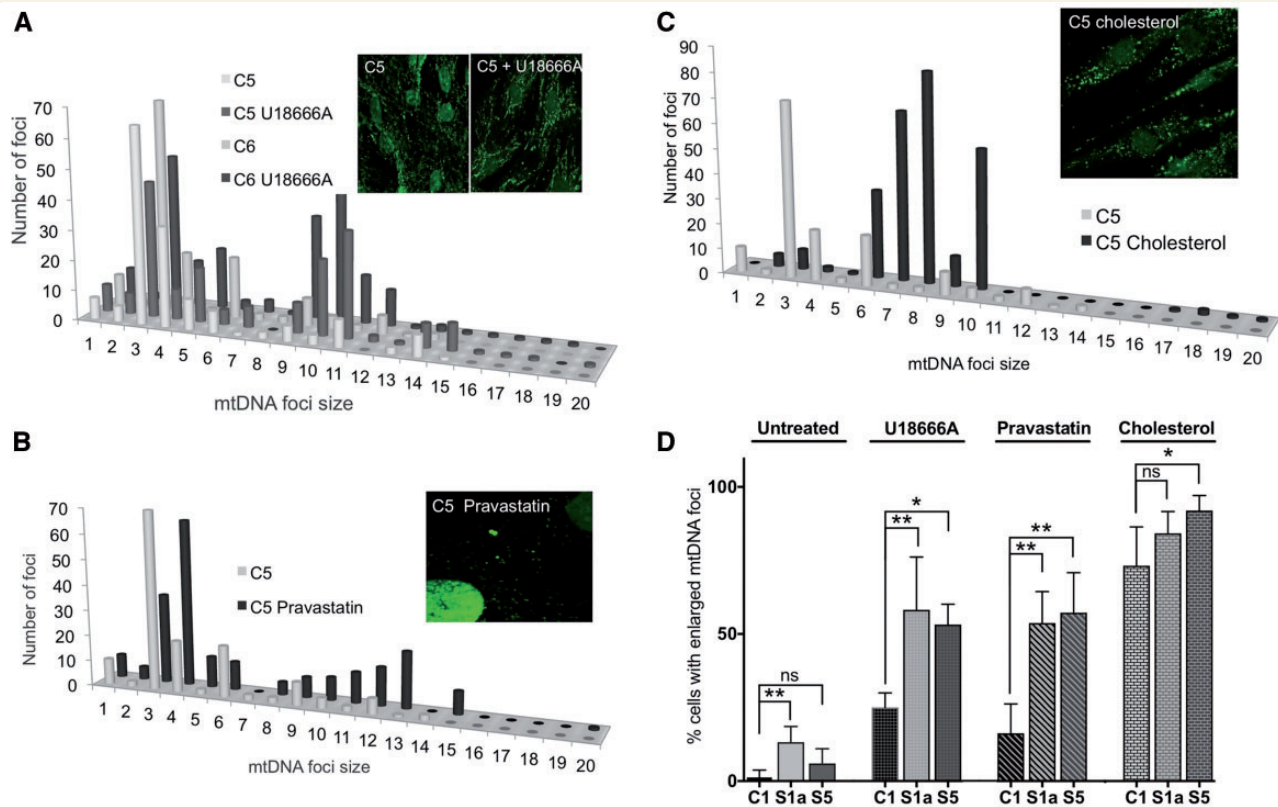 A
C5
C5 U18666A
C6
C6 U18666A
C5
C5 + U18666A
Number of foci
70
60
50
40
30
20
10
0
1 2 3 4 5 6 7 8 9 10 11 12 13 14 15 16 17 18 19 20
mtDNA foci size
B
C5 Pravastatin
C5
C5 Pravastatin
Number of foci
70
60
50
40
30
20
10
0
1 2 3 4 5 6 7 8 9 10 11 12 13 14 15 16 17 18 19 20
mtDNA foci size
C
C5 cholesterol
C5
C5 Cholesterol
Number of foci
90
80
70
60
50
40
30
20
10
0
1 2 3 4 5 6 7 8 9 10 11 12 13 14 15 16 17 18 19 20
mtDNA foci size
D
Untreated U18666A Pravastatin Cholesterol
% cells with enlarged mtDNA foci
100
50
0
ns
**
*
**
**
**
*
ns
C1 S1a S5 C1 S1a S5 C1 S1a S5 C1 S1a S5